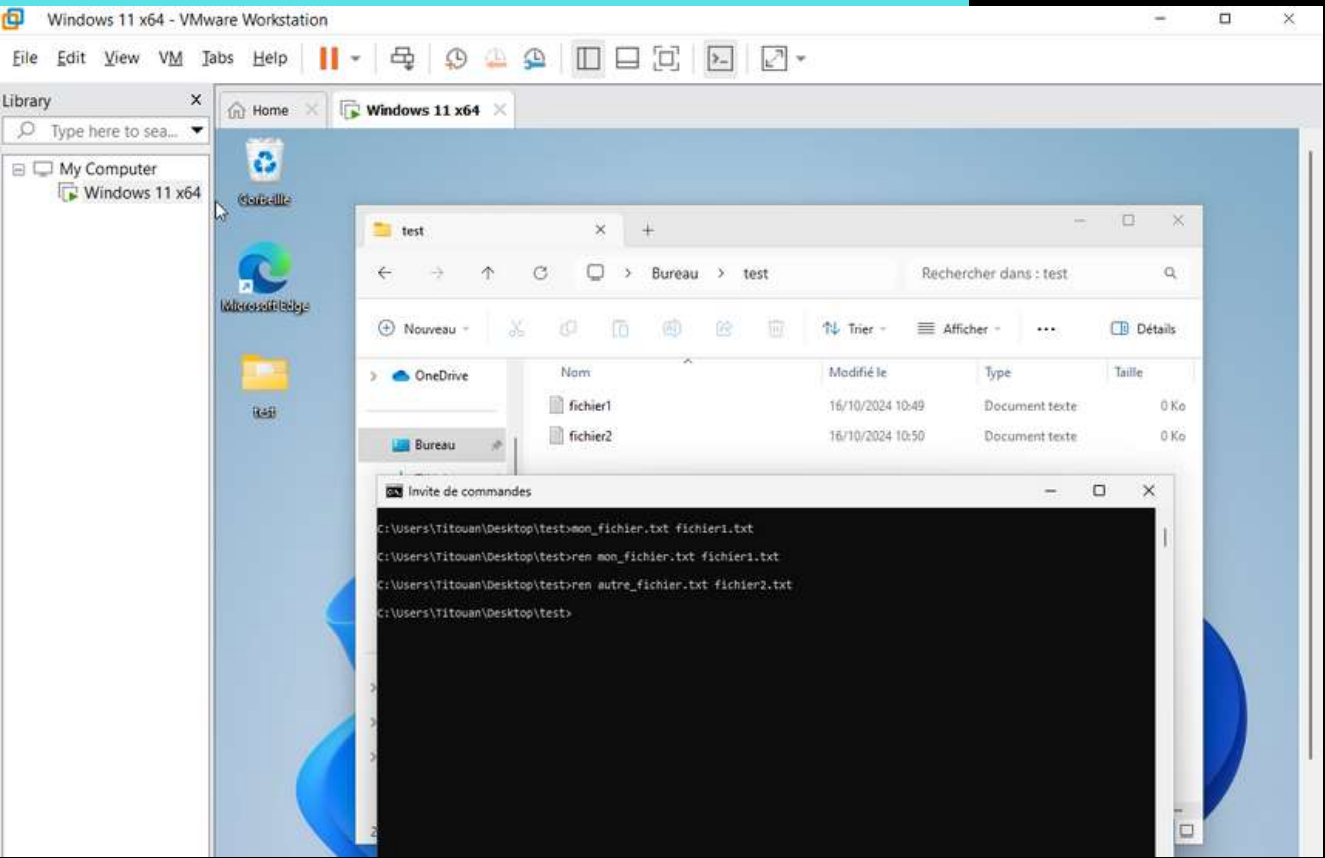 Windows 11 x64 - VMware Workstation
File Edit View VM Tabs Help
Library
Type here to sea...
My Computer
Windows 11 x64
Home
Windows 11 x64
Corbeille
Microsoft Edge
test
test
Bureau > test
Rechercher dans : test
Nouveau
Trier
Afficher
Détails
OneDrive
Bureau
Nom Modifié le Type Taille
fichier1 16/10/2024 10:49 Document texte 0 Ko
fichier2 16/10/2024 10:50 Document texte 0 Ko
Invite de commandes
C:\Users\Titouan\Desktop\test>mon_fichier.txt fichier1.txt
C:\Users\Titouan\Desktop\test>ren mon_fichier.txt fichier1.txt
C:\Users\Titouan\Desktop\test>ren autre_fichier.txt fichier2.txt
C:\Users\Titouan\Desktop\test>
2